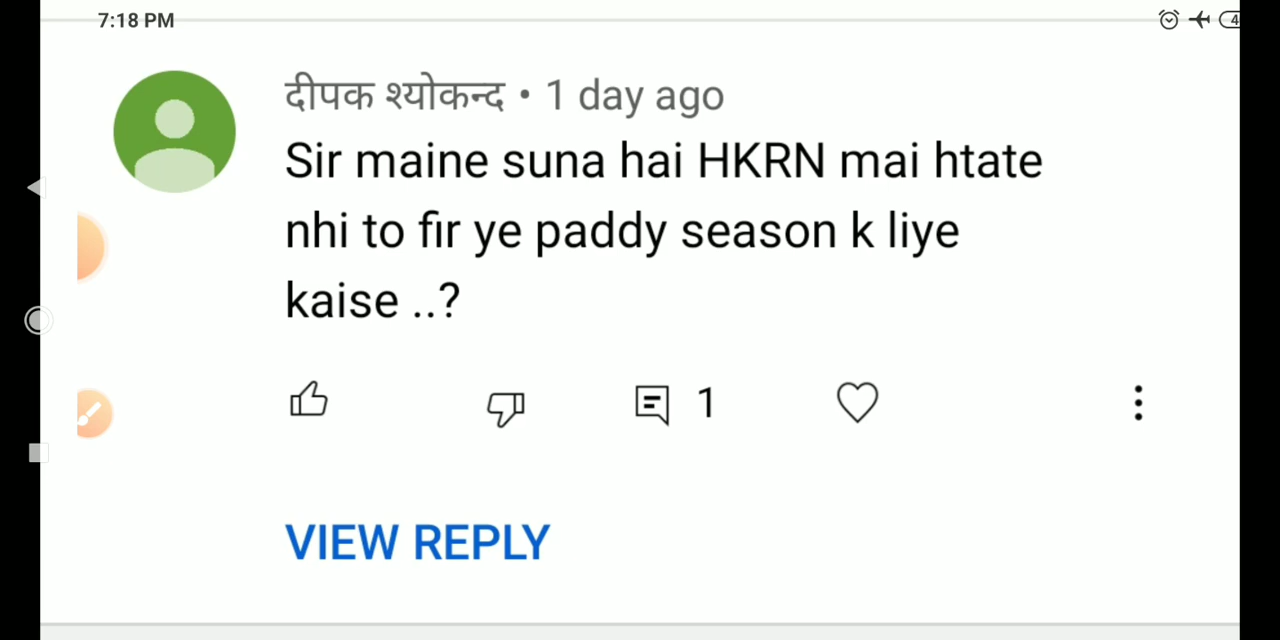 7:18 PM
4
दीपक श्योकन्द • 1 day ago
Sir maine suna hai HKRN mai htate
nhi to fir ye paddy season k liye
kaise ..?
1
VIEW REPLY